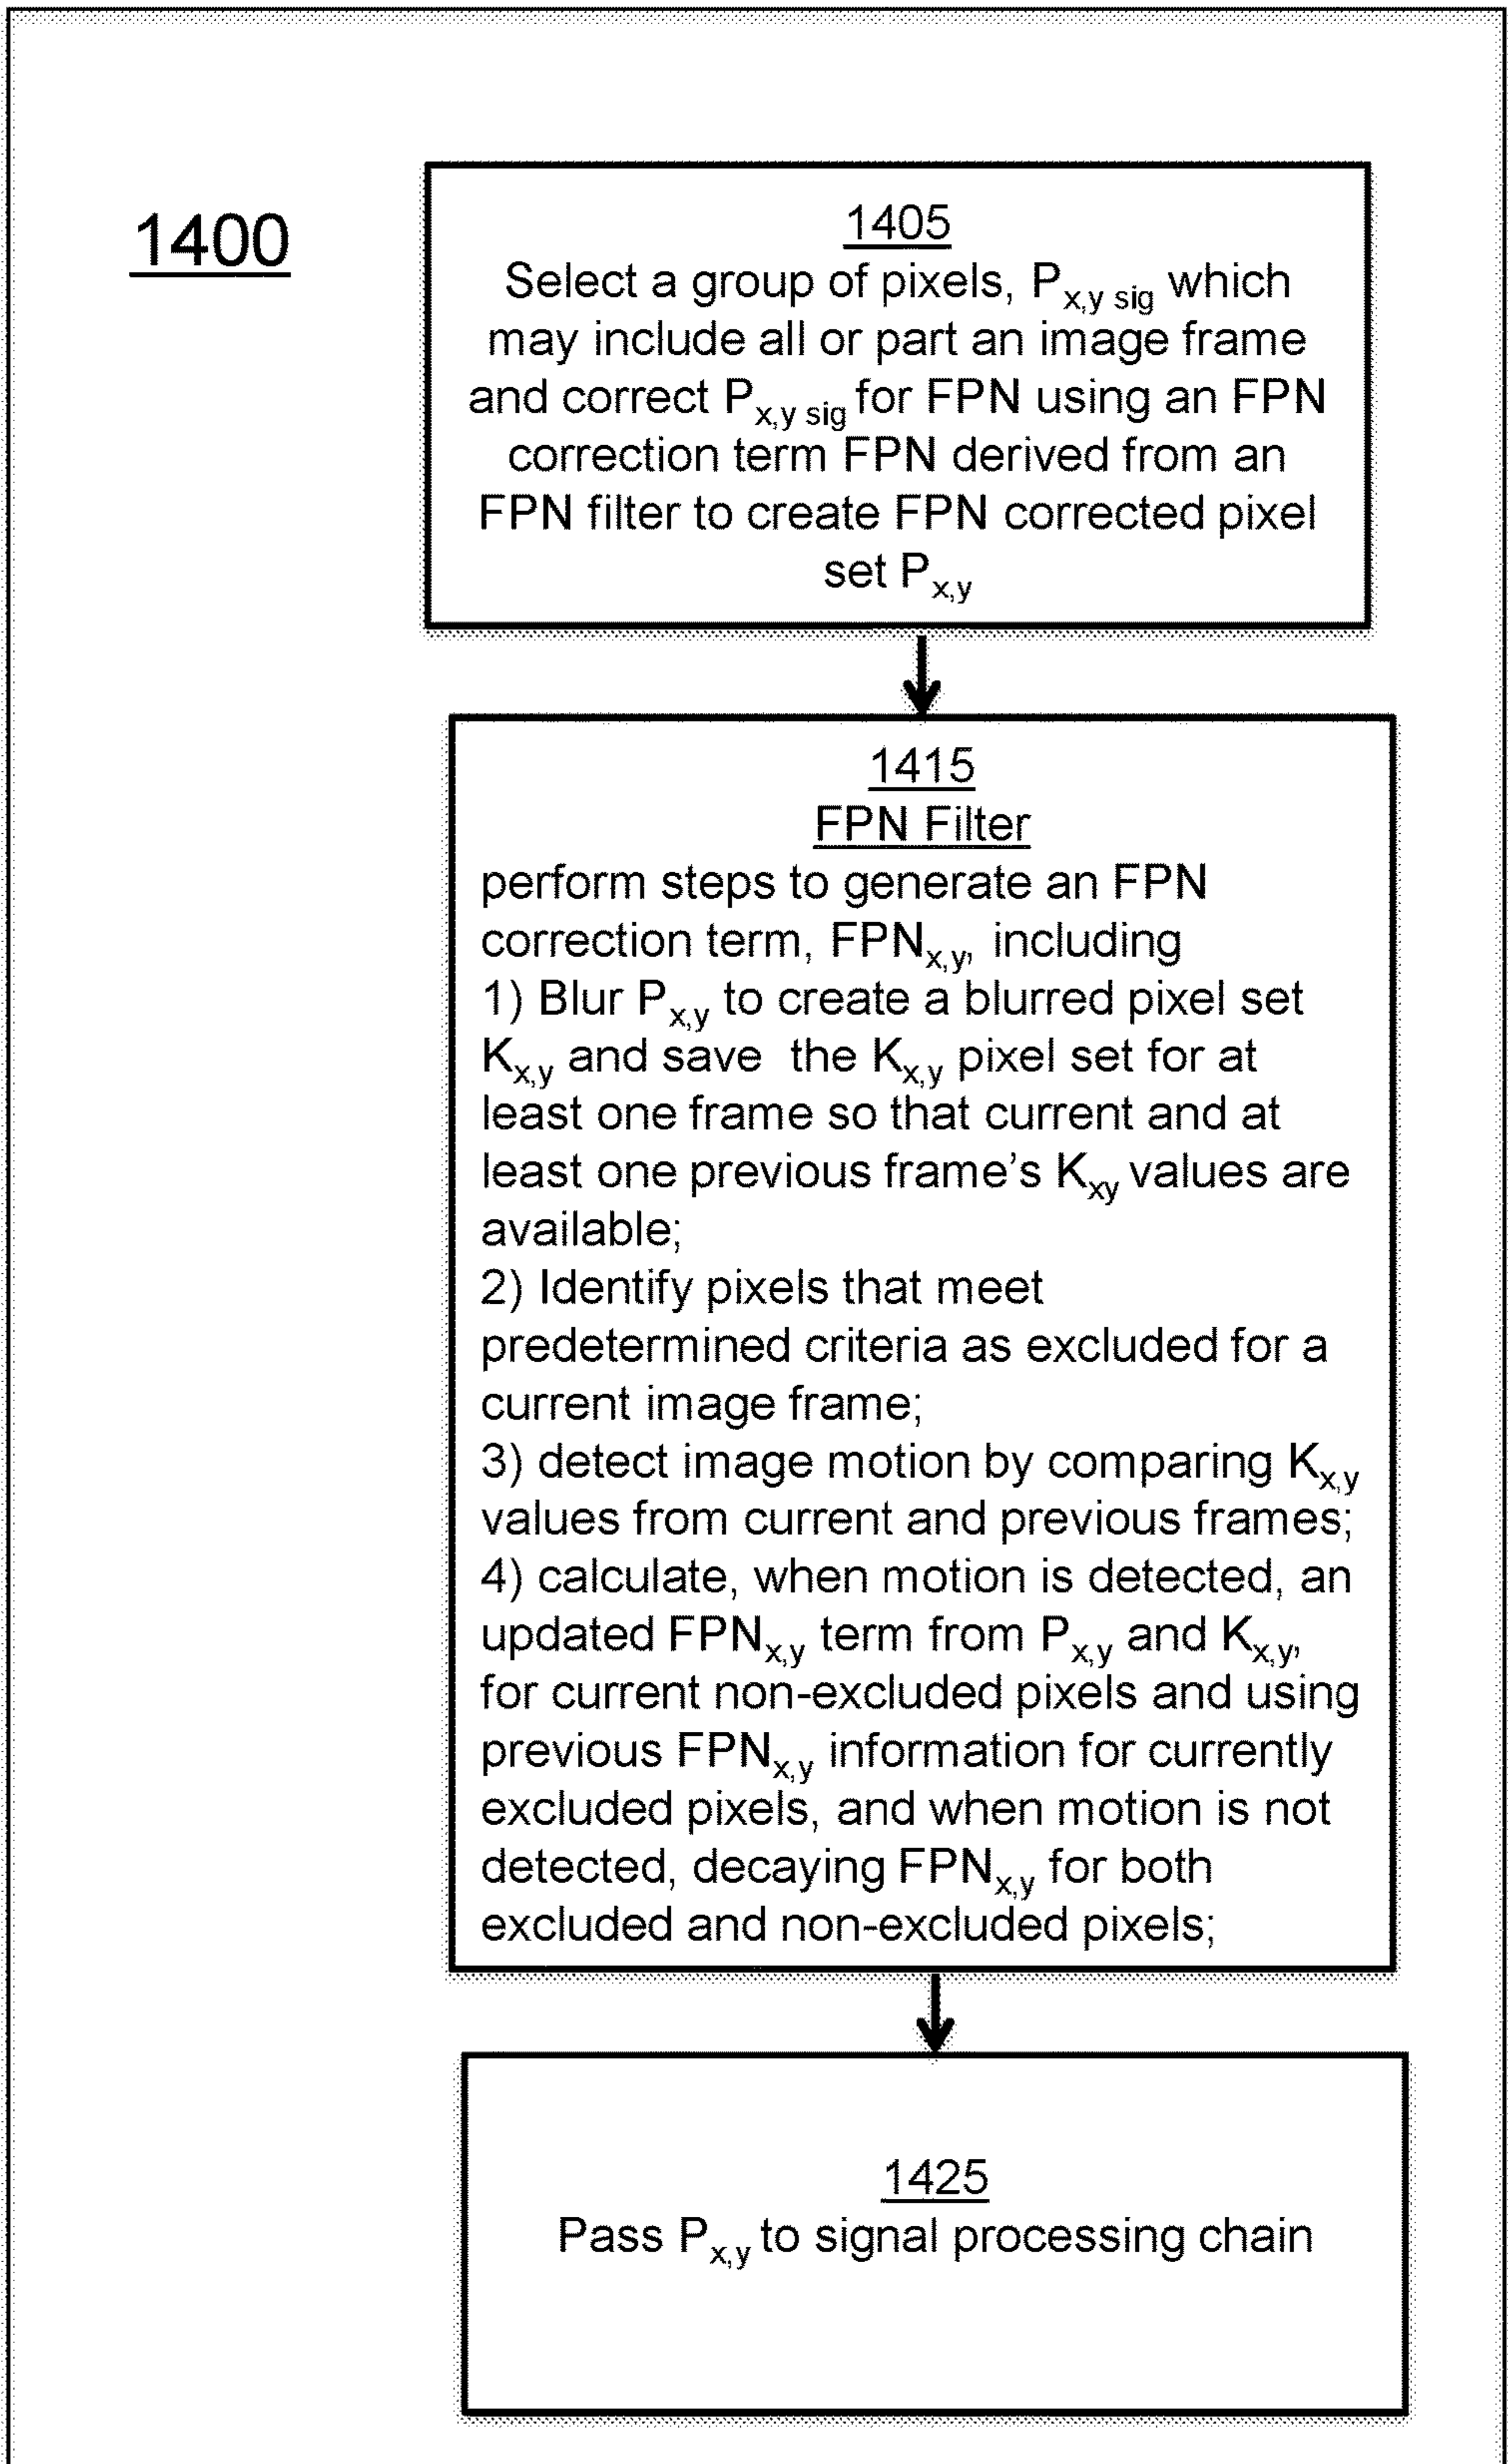 1400
1405
Select a group of pixels, Px,y sig which
may include all or part an image frame
and correct Px,y sig for FPN using an FPN
correction term FPN derived from an
FPN filter to create FPN corrected pixel
set Px,y
1415
FPN Filter
perform steps to generate an FPN
correction term, FPNx,y, including
1) Blur Px,y to create a blurred pixel set
Kx,y and save the Kx,y pixel set for at
least one frame so that current and at
least one previous frame's Kxy values are
available;
2) Identify pixels that meet
predetermined criteria as excluded for a
current image frame;
3) detect image motion by comparing Kx,y
values from current and previous frames;
4) calculate, when motion is detected, an
updated FPNx,y term from Px,y and Kx,y,
for current non-excluded pixels and using
previous FPNx,y information for currently
excluded pixels, and when motion is not
detected, decaying FPNx,y for both
excluded and non-excluded pixels;
1425
Pass Px,y to signal processing chain